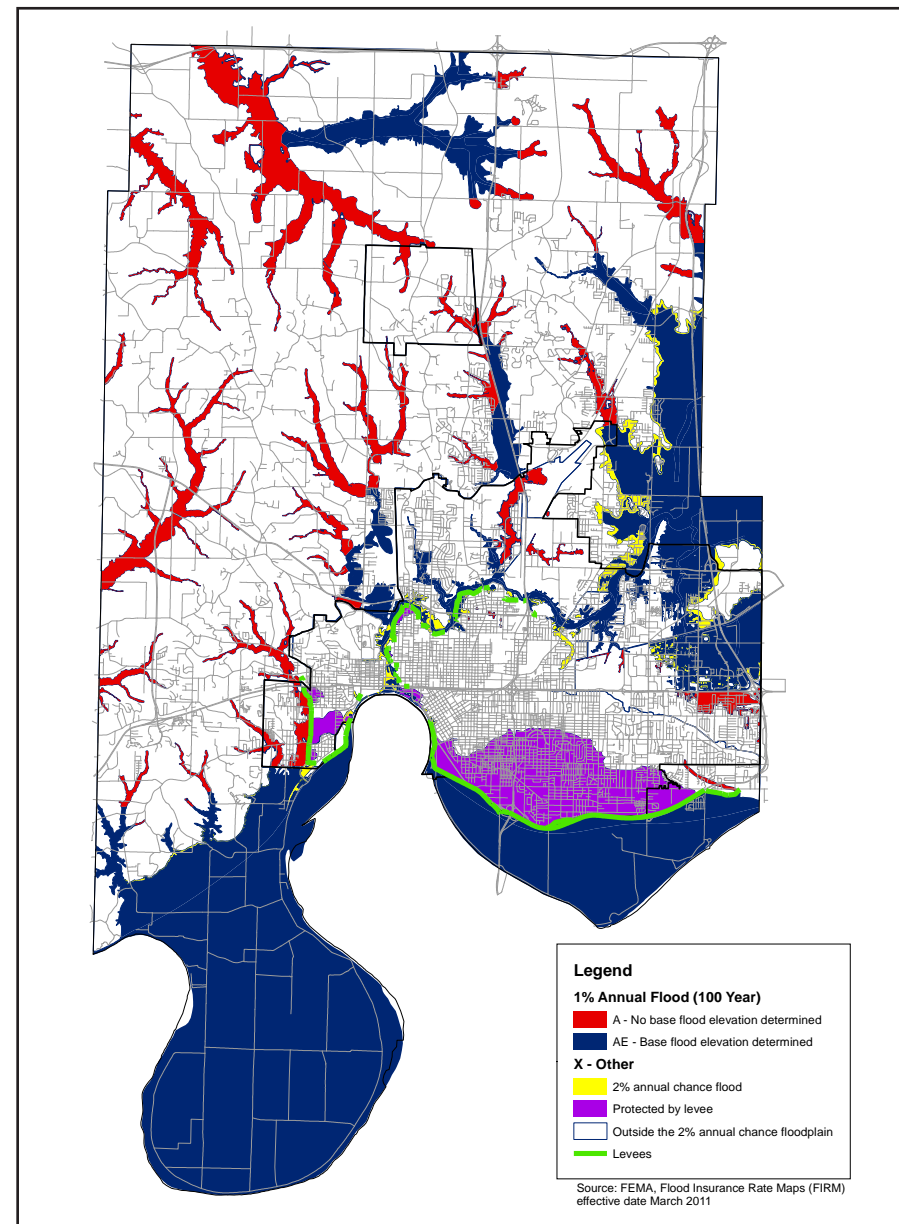 Legend
1% Annual Flood (100 Year)
A - No base flood elevation determined
AE - Base flood elevation determined
X - Other
2% annual chance flood
Protected by levee
Outside the 2% annual chance floodplain
Levees
Source: FEMA, Flood Insurance Rate Maps (FIRM)
effective date March 2011